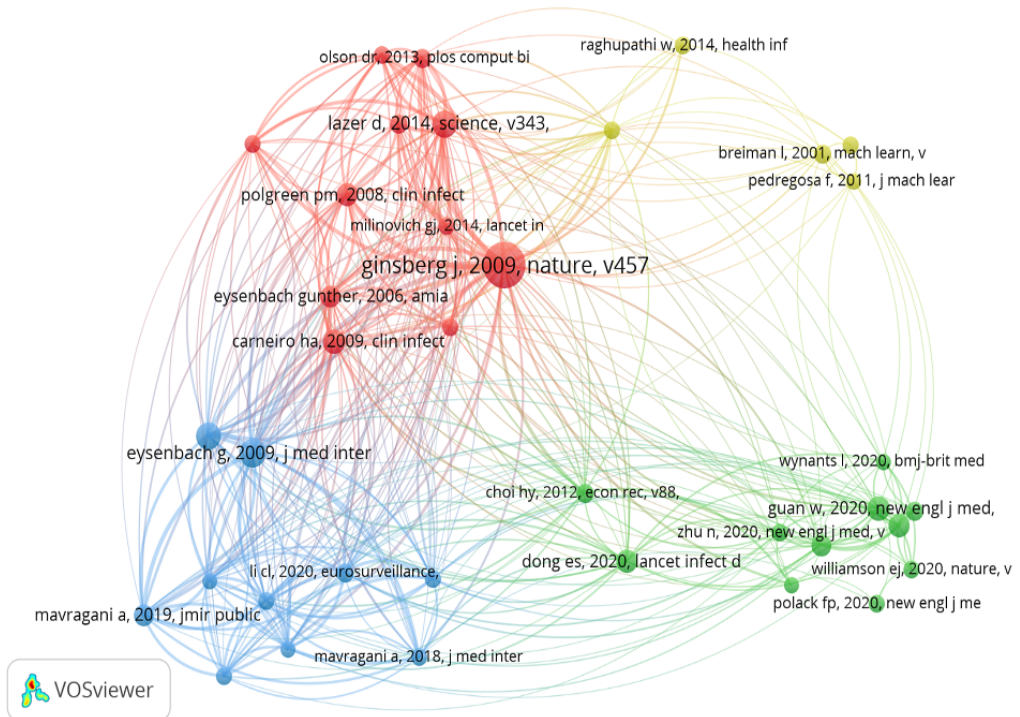 raghupathi w, 2014, health inf
olson dr, 2013, plos comput bi
lazer d, 2014, science, v343,
breiman l, 2001, mach learn, v
pedregosa f, 2011, j mach lear
polgreen pm, 2008, clin infect
milinovich gj, 2014, lancet in
ginsberg j, 2009, nature, v457
eysenbach gunther, 2006, amia
carneiro ha, 2009, clin infect
eysenbach g, 2009, j med inter
wynants l, 2020, bmj-brit med
choi hy, 2012, econ rec, v88,
guan w, 2020, new engl j med,
zhu n, 2020, new engl j med, v
dong es, 2020, lancet infect d
williamson ej, 2020, nature, v
li cl, 2020, eurosurveillance,
polack fp, 2020, new engl j me
mavragani a, 2019, jmir public
mavragani a, 2018, j med inter
VOSviewer